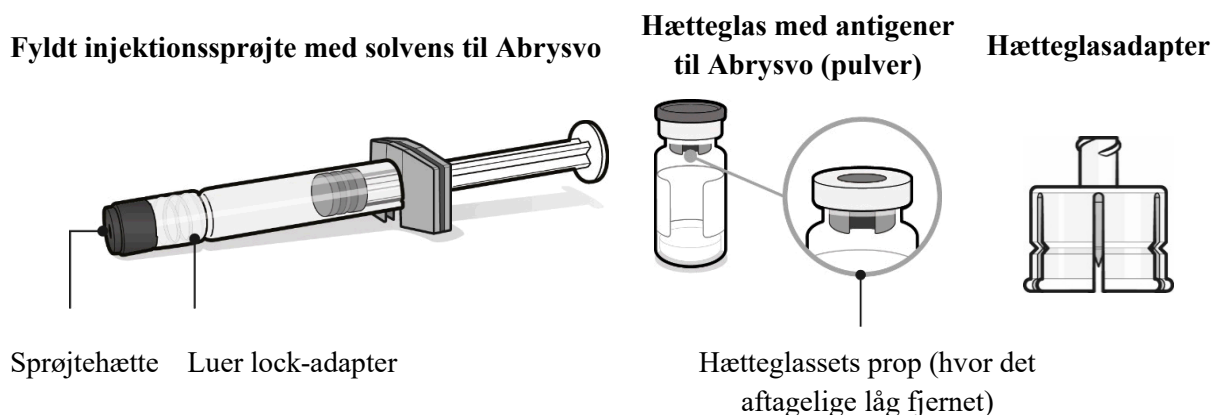 Fyldt injektionssprøjte med solvens til Abrysvo
Hætteglas med antigener
til Abrysvo (pulver)
Hætteglasadapter
Sprøjtehætte
Luer lock-adapter
Hætteglassets prop (hvor det
aftagelige låg fjernet)